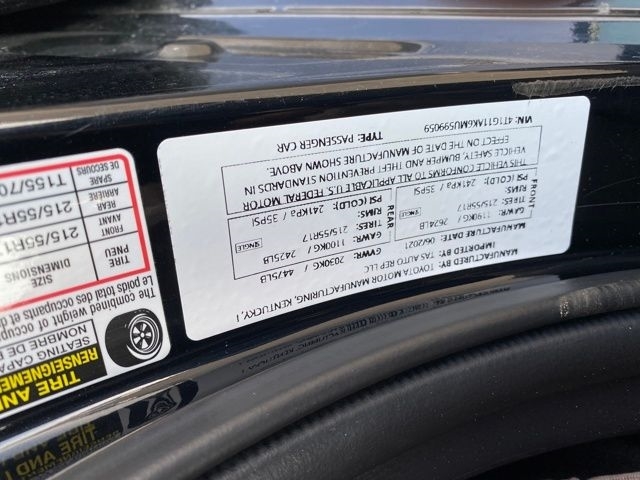 MANUFACTURED BY: TOYOTA MOTOR MANUFACTURING, KENTUCKY, I
IMPORTED BY: TAS AUTO REP LLC
MANUFACTURE DATE: 06/2021 2030KG / 4475LB
FRONT REAR
GAWR: 1190KG / 2624LB GAWR: 1100KG / 2425LB
TIRES: 215/55R17 SINGLE TIRES: 215/55R17 SINGLE
RIMS: RIMS:
PSI (COLD): 241KPa / 35PSI PSI (COLD): 241KPa / 35PSI
THIS VEHICLE CONFORMS TO ALL APPLICABLE U.S. FEDERAL MOTOR
VEHICLE SAFETY, BUMPER AND THEFT PREVENTION STANDARDS IN
EFFECT ON THE DATE OF MANUFACTURE SHOWN ABOVE.
VIN: 4T1G11AK6MU599059 TYPE: PASSENGER CAR
TIRE AND
RENSEIGNEMEN
SEATING CAPA
NOMBRE DE
The combined weight of occup
Le poids total des occupants et d
TIRE SIZE
PNEU DIMENSIONS
FRONT 215/55R1
AVANT
REAR 215/55R1
ARRIÈRE
SPARE T155/70
DE SECOURS